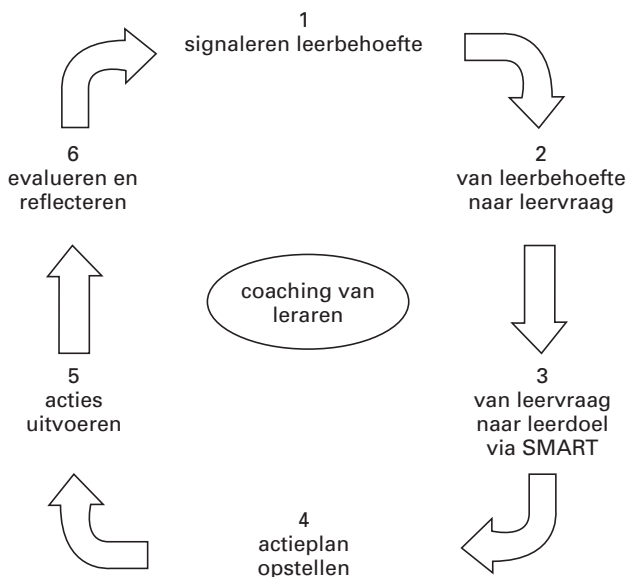 1
signaleren leerbehoefte
2
van leerbehoefte
naar leervraag
3
van leervraag
naar leerdoel
via SMART
4
actieplan
opstellen
5
acties
uitvoeren
6
evalueren en
reflecteren
coaching van
leraren